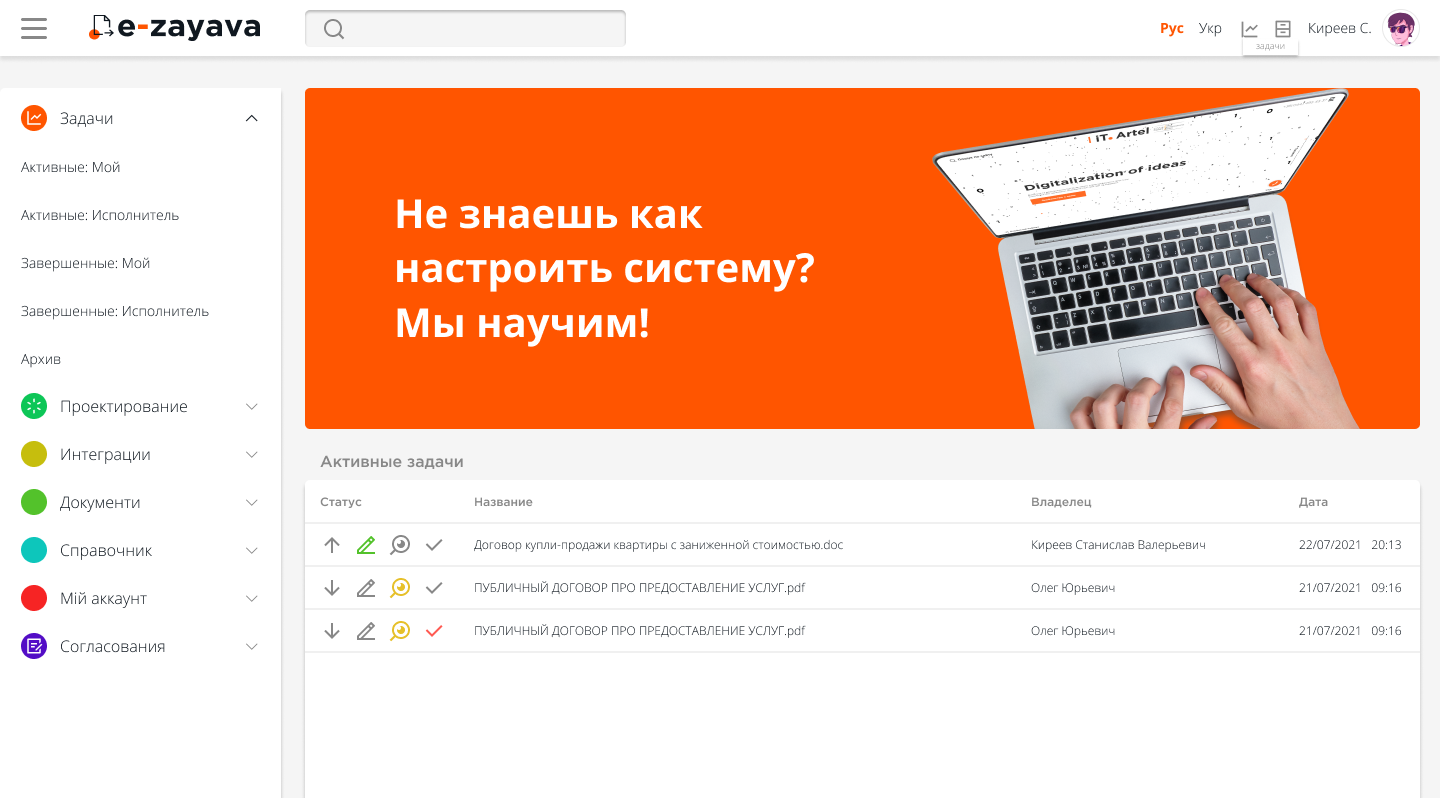 e-zayava
Рус Укр Киреев С.
задачи
Задачи
Активные: Мой
Активные: Исполнитель
Завершенные: Мой
Завершенные: Исполнитель
Архив
Проектирование
Интеграции
Документи
Справочник
Мій аккаунт
Согласования
Не знаешь как
настроить систему?
Мы научим!
iT Artel
Digitalization of ideas
Активные задачи
Статус Название Владелец Дата
Договор купли-продажи квартиры с заниженной стоимостью.doc Киреев Станислав Валерьевич 22/07/2021 20:13
ПУБЛИЧНЫЙ ДОГОВОР ПРО ПРЕДОСТАВЛЕНИЕ УСЛУГ.pdf Олег Юрьевич 21/07/2021 09:16
ПУБЛИЧНЫЙ ДОГОВОР ПРО ПРЕДОСТАВЛЕНИЕ УСЛУГ.pdf Олег Юрьевич 21/07/2021 09:16